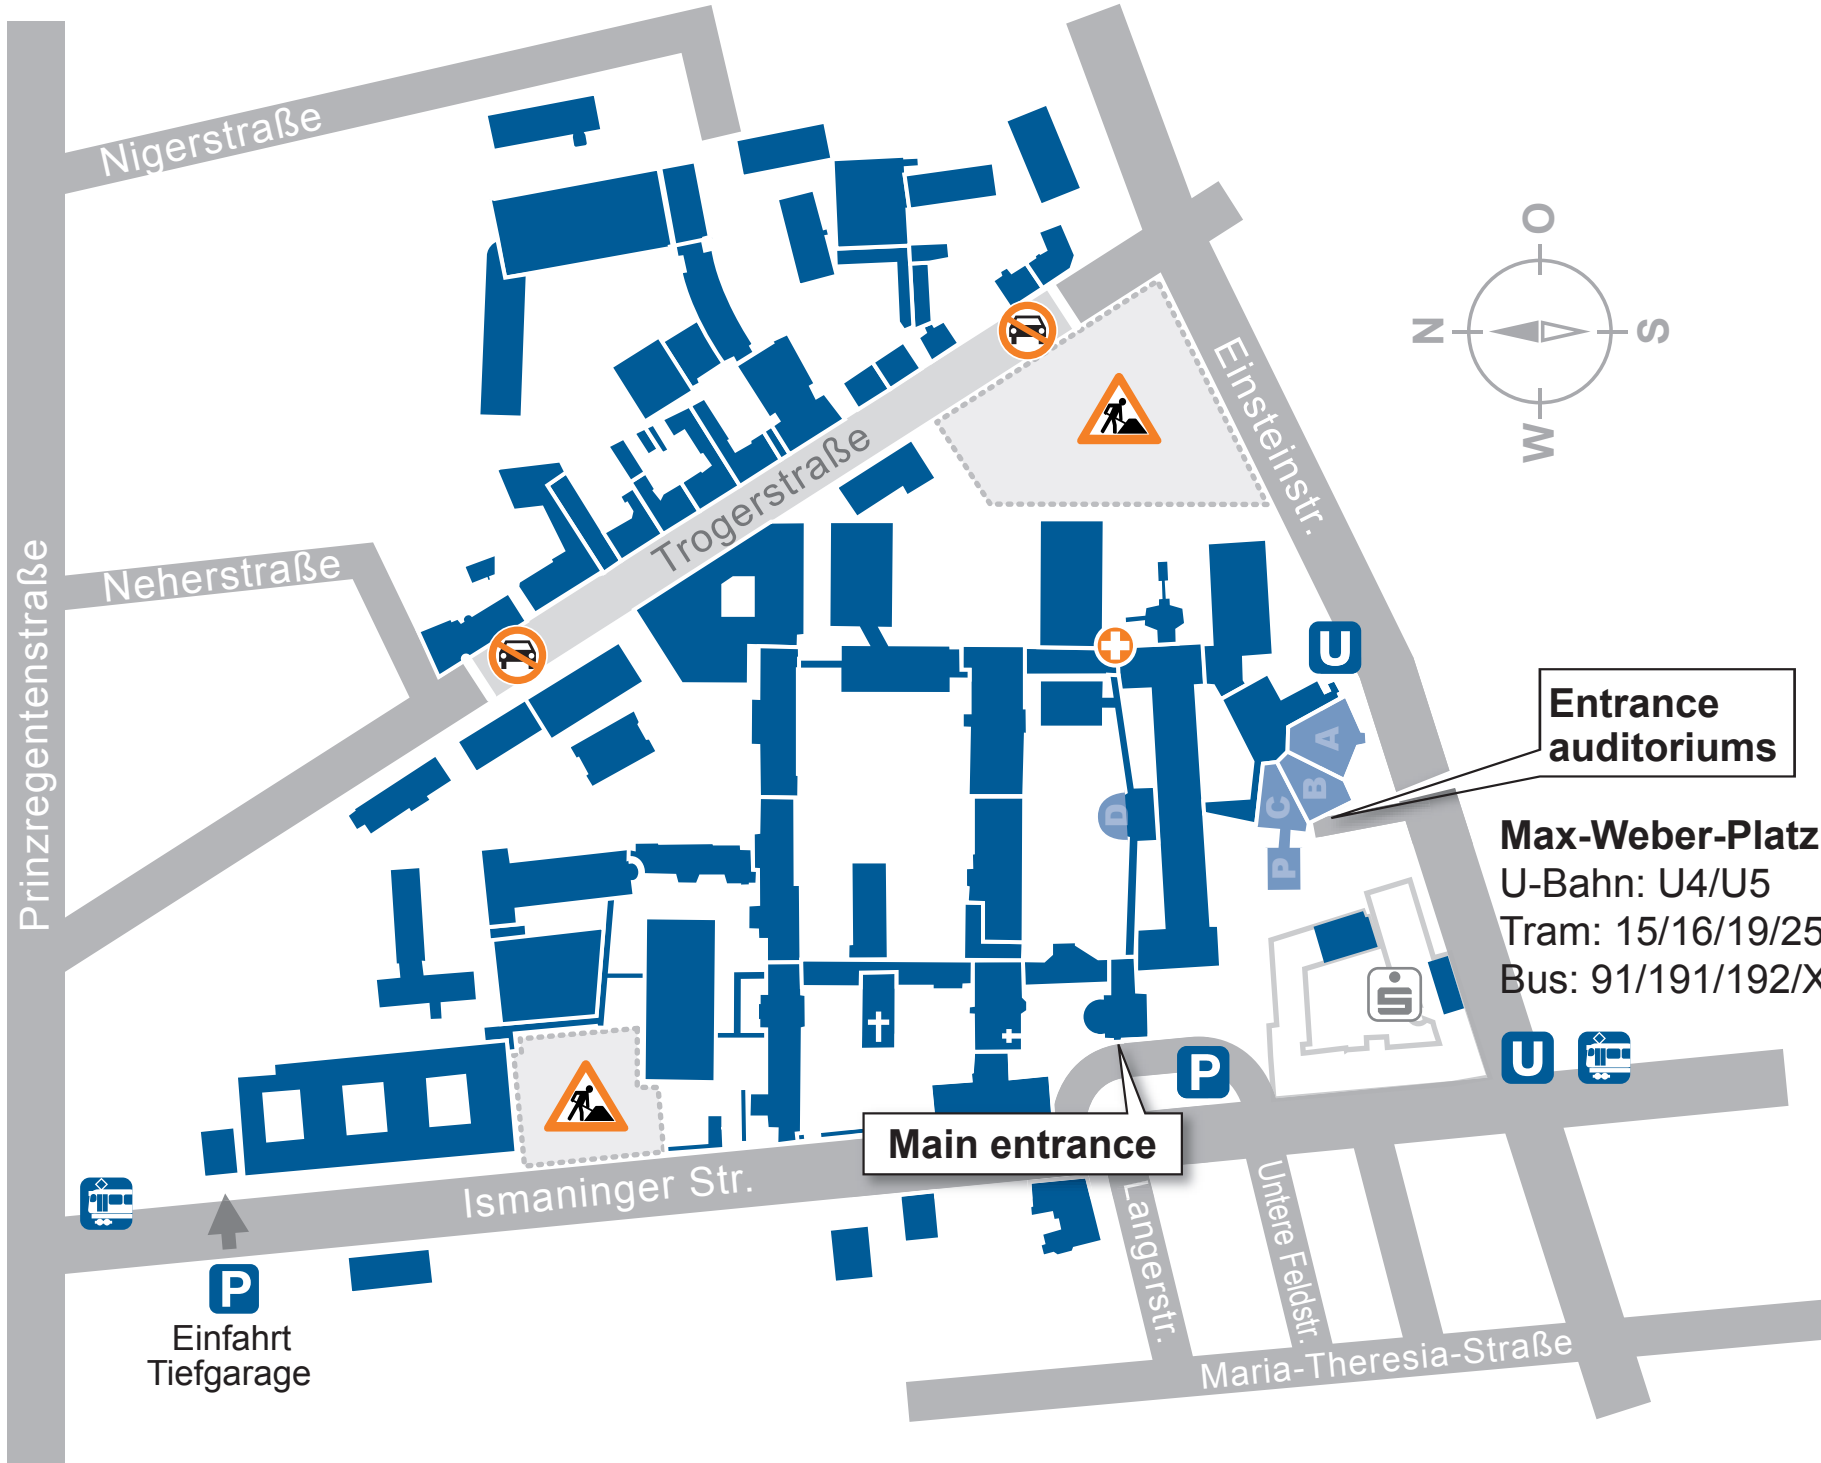 Nigerstraße
O
N
S
W
Einsteinstr.
Trogerstraße
Neherstraße
Prinzregentenstraße
U
Entrance
auditoriums
A
B
C
D
P
Max-Weber-Platz
U-Bahn: U4/U5
Tram: 15/16/19/25
Bus: 91/191/192/X
U
P
Main entrance
Ismaninger Str.
Langerstr.
Untere Feldstr.
P
Einfahrt
Tiefgarage
Maria-Theresia-Straße